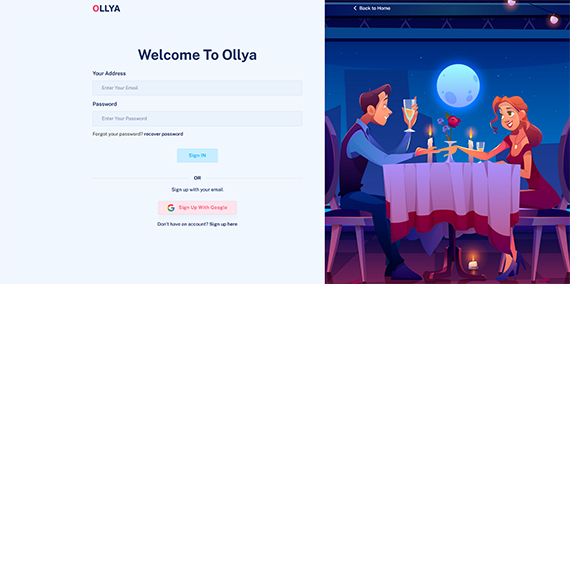 OLLYA
Back to Home
Welcome To Ollya
Your Address
Enter Your Email
Password
Enter Your Password
Forgot your password? recover password
Sign IN
OR
Sign up with your email
Sign Up With Google
Don't have an account? Sign up here